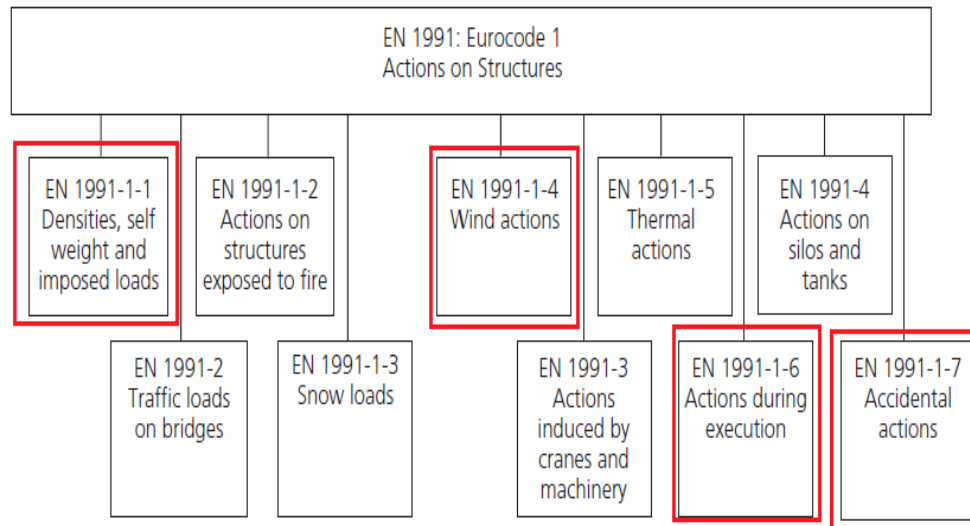 EN 1991: Eurocode 1
Actions on Structures
EN 1991-1-1
Densities, self
weight and
imposed loads
EN 1991-1-2
Actions on
structures
exposed to fire
EN 1991-1-4
Wind actions
EN 1991-1-5
Thermal
actions
EN 1991-4
Actions on
silos and
tanks
EN 1991-2
Traffic loads
on bridges
EN 1991-1-3
Snow loads
EN 1991-3
Actions
induced by
cranes and
machinery
EN 1991-1-6
Actions during
execution
EN 1991-1-7
Accidental
actions